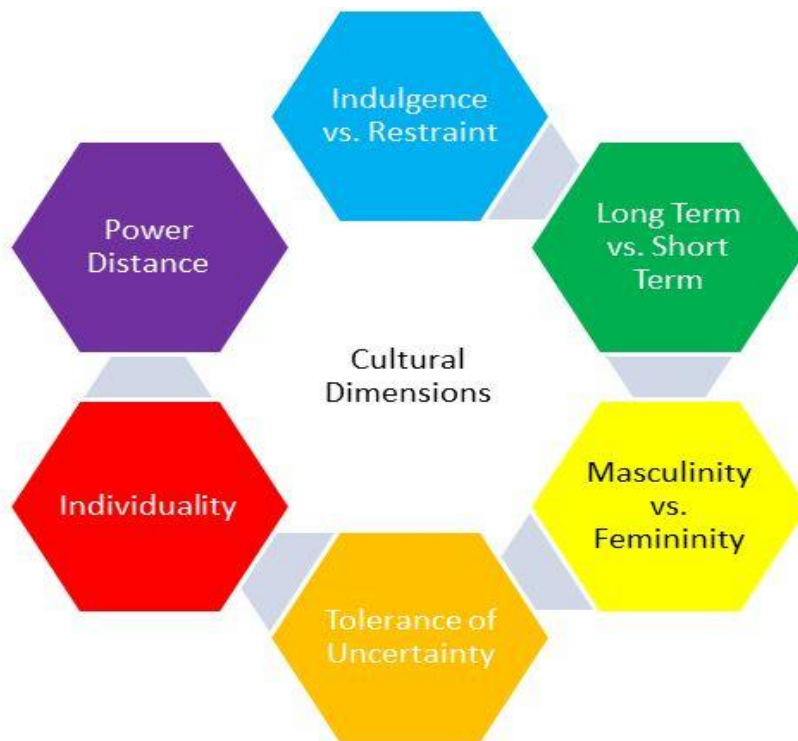 Indulgence
vs. Restraint
Long Term
vs. Short
Term
Masculinity
vs.
Femininity
Tolerance of
Uncertainty
Individuality
Power
Distance
Cultural
Dimensions